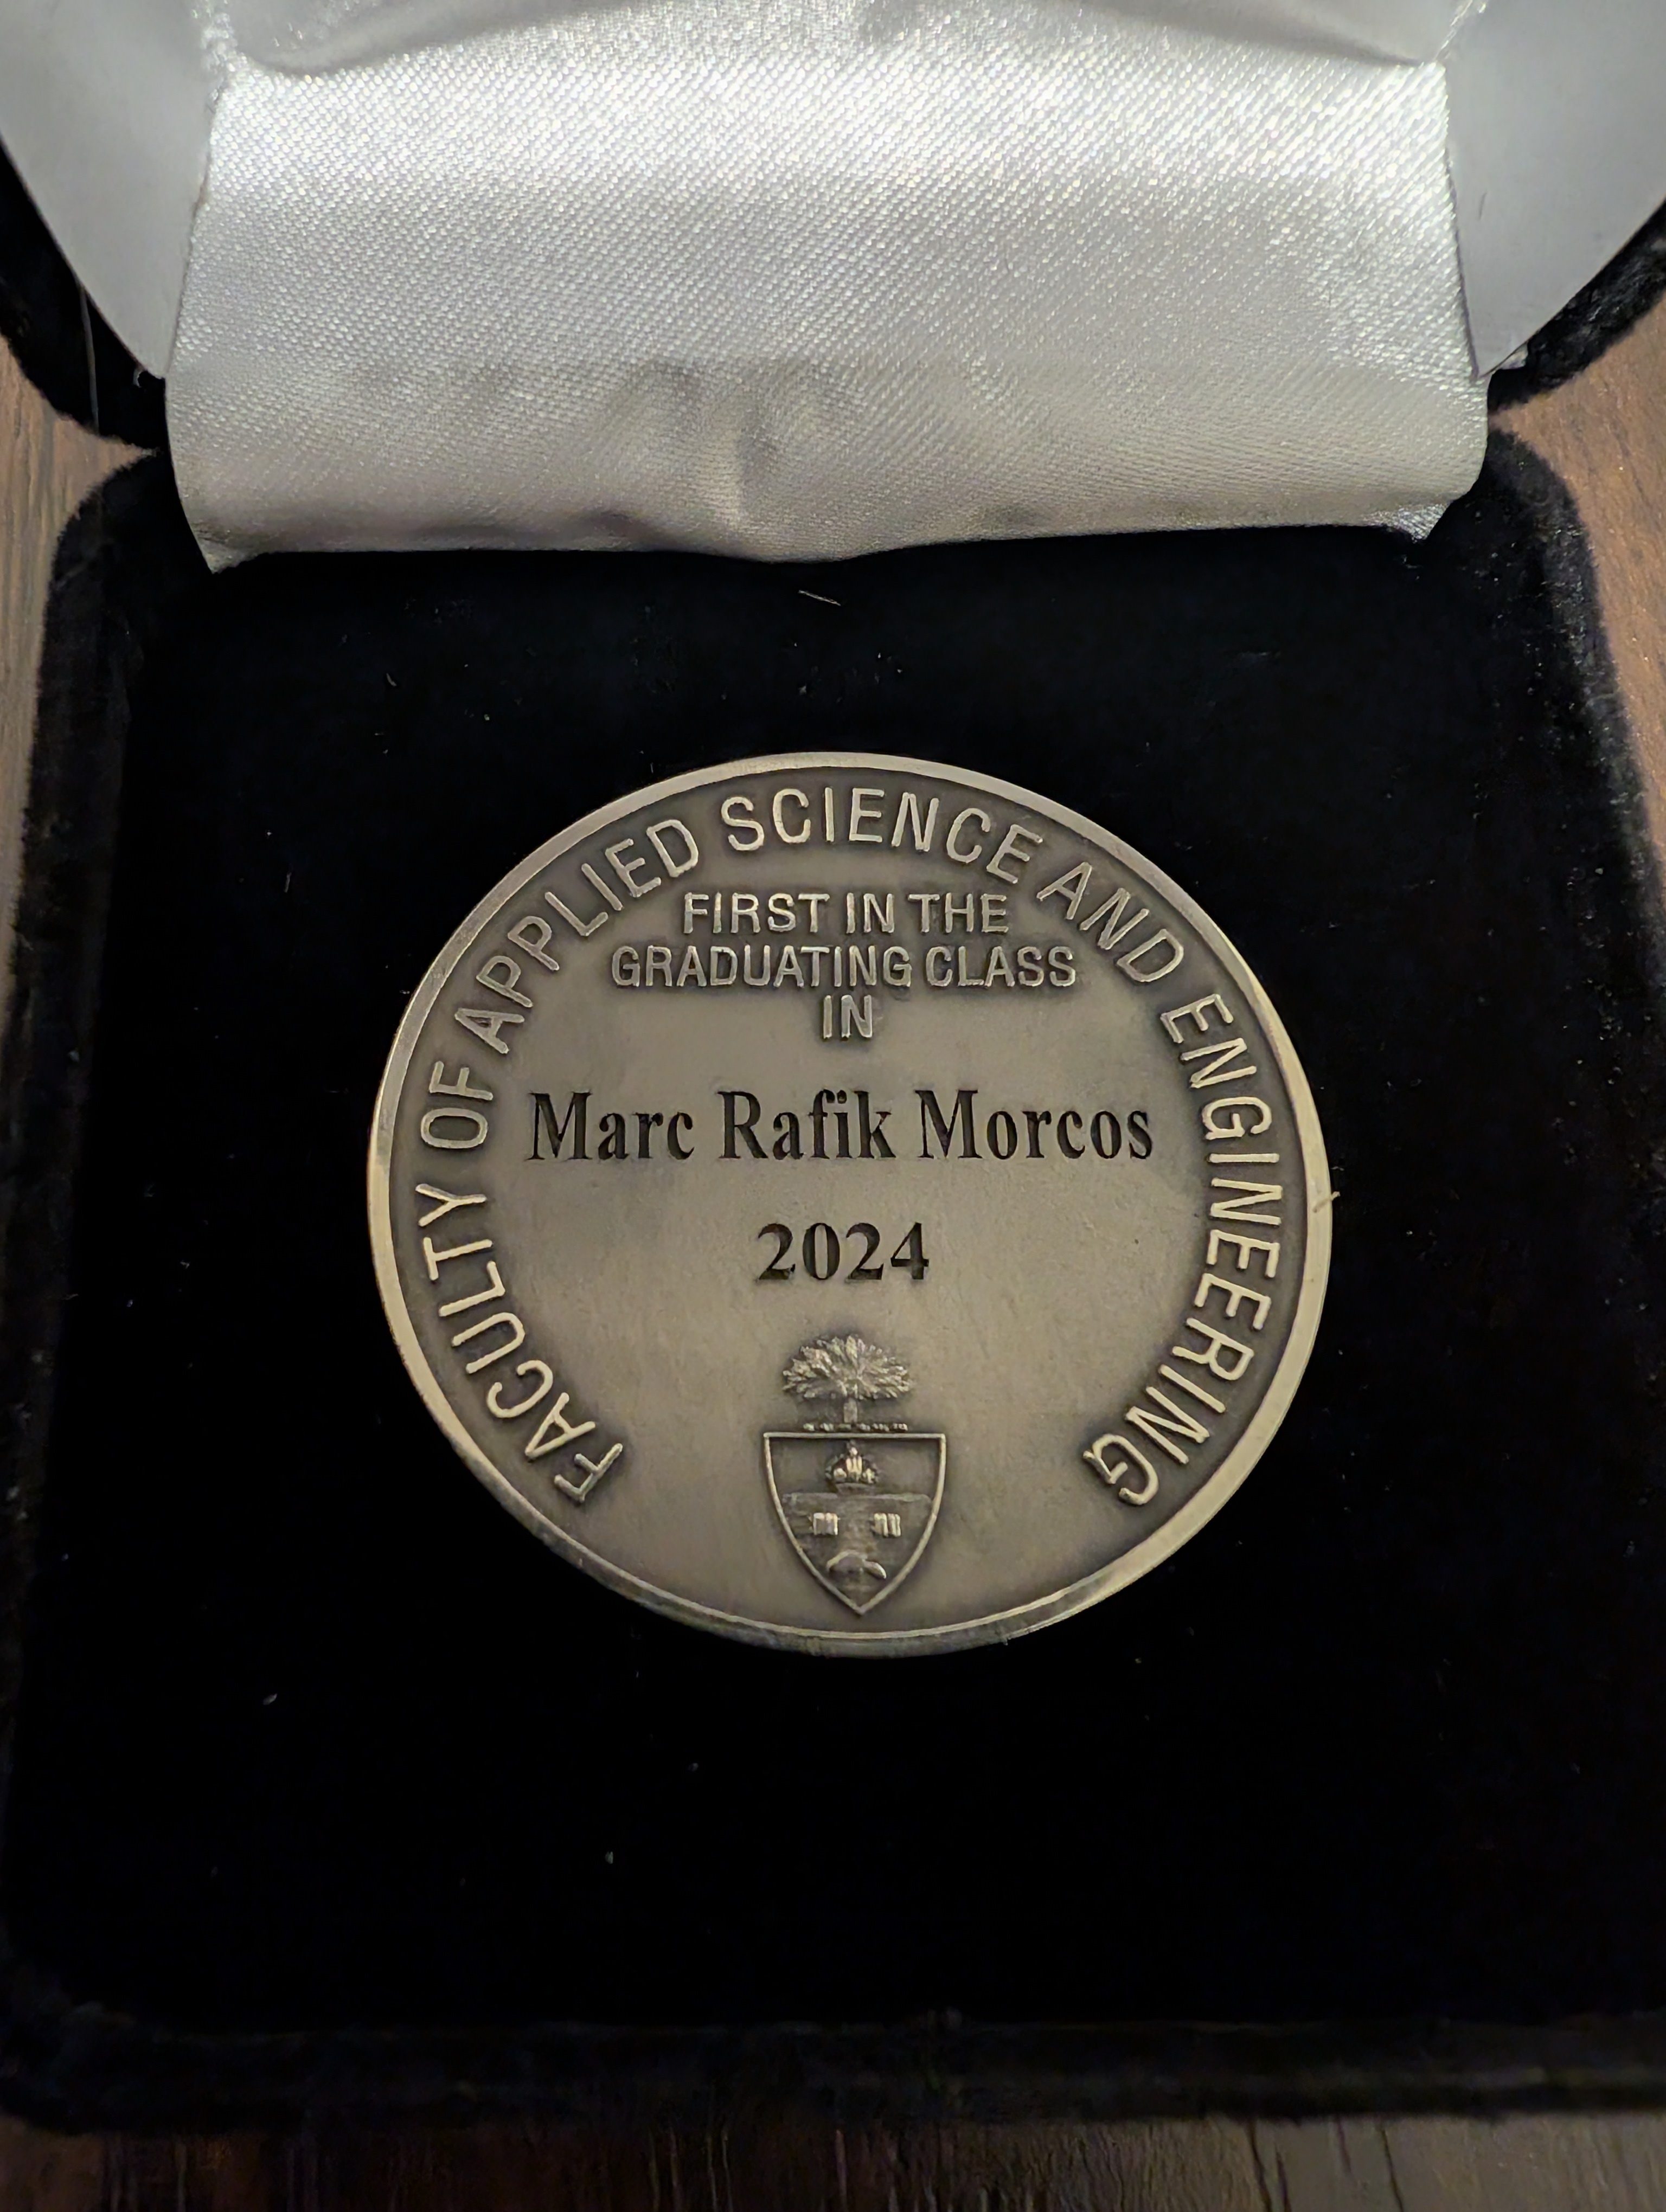 FACULTY OF APPLIED SCIENCE AND ENGINEERING
FIRST IN THE
GRADUATING CLASS
IN
Marc Rafik Morcos
2024